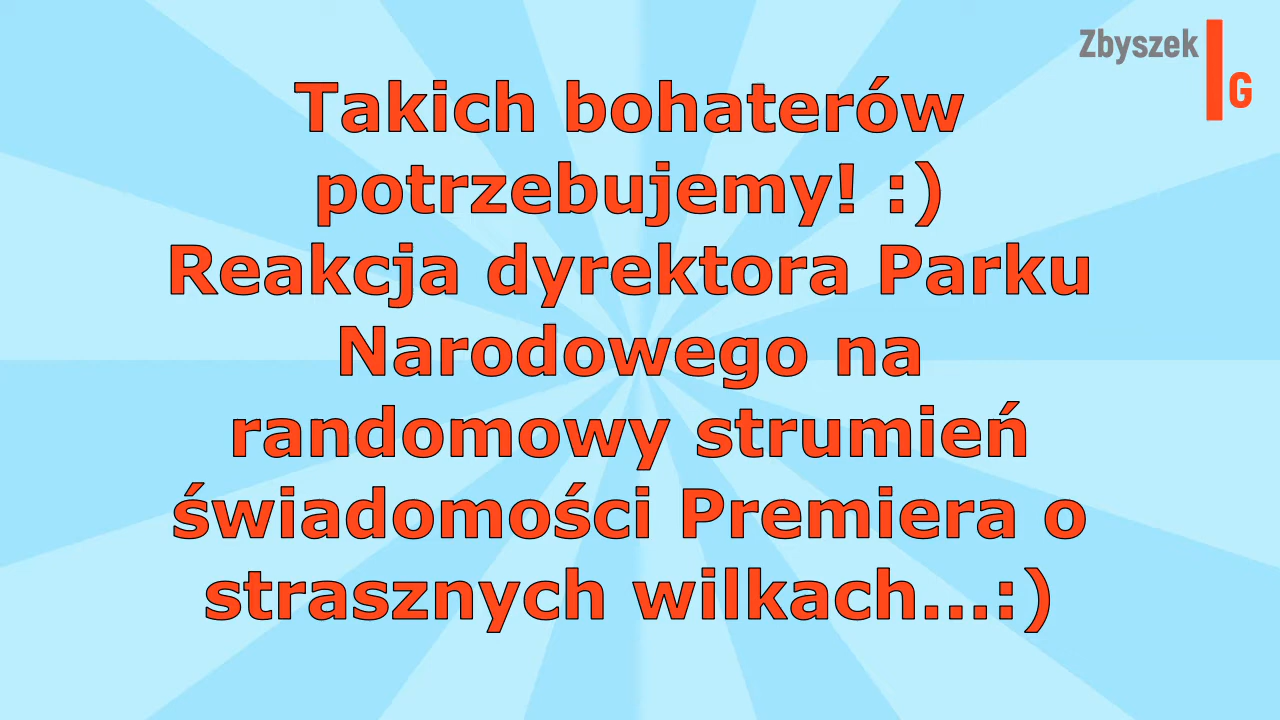 Zbyszek
G
Takich bohaterów
potrzebujemy! :)
Reakcja dyrektora Parku
Narodowego na
randomowy strumień
świadomości Premiera o
strasznych wilkach...:)